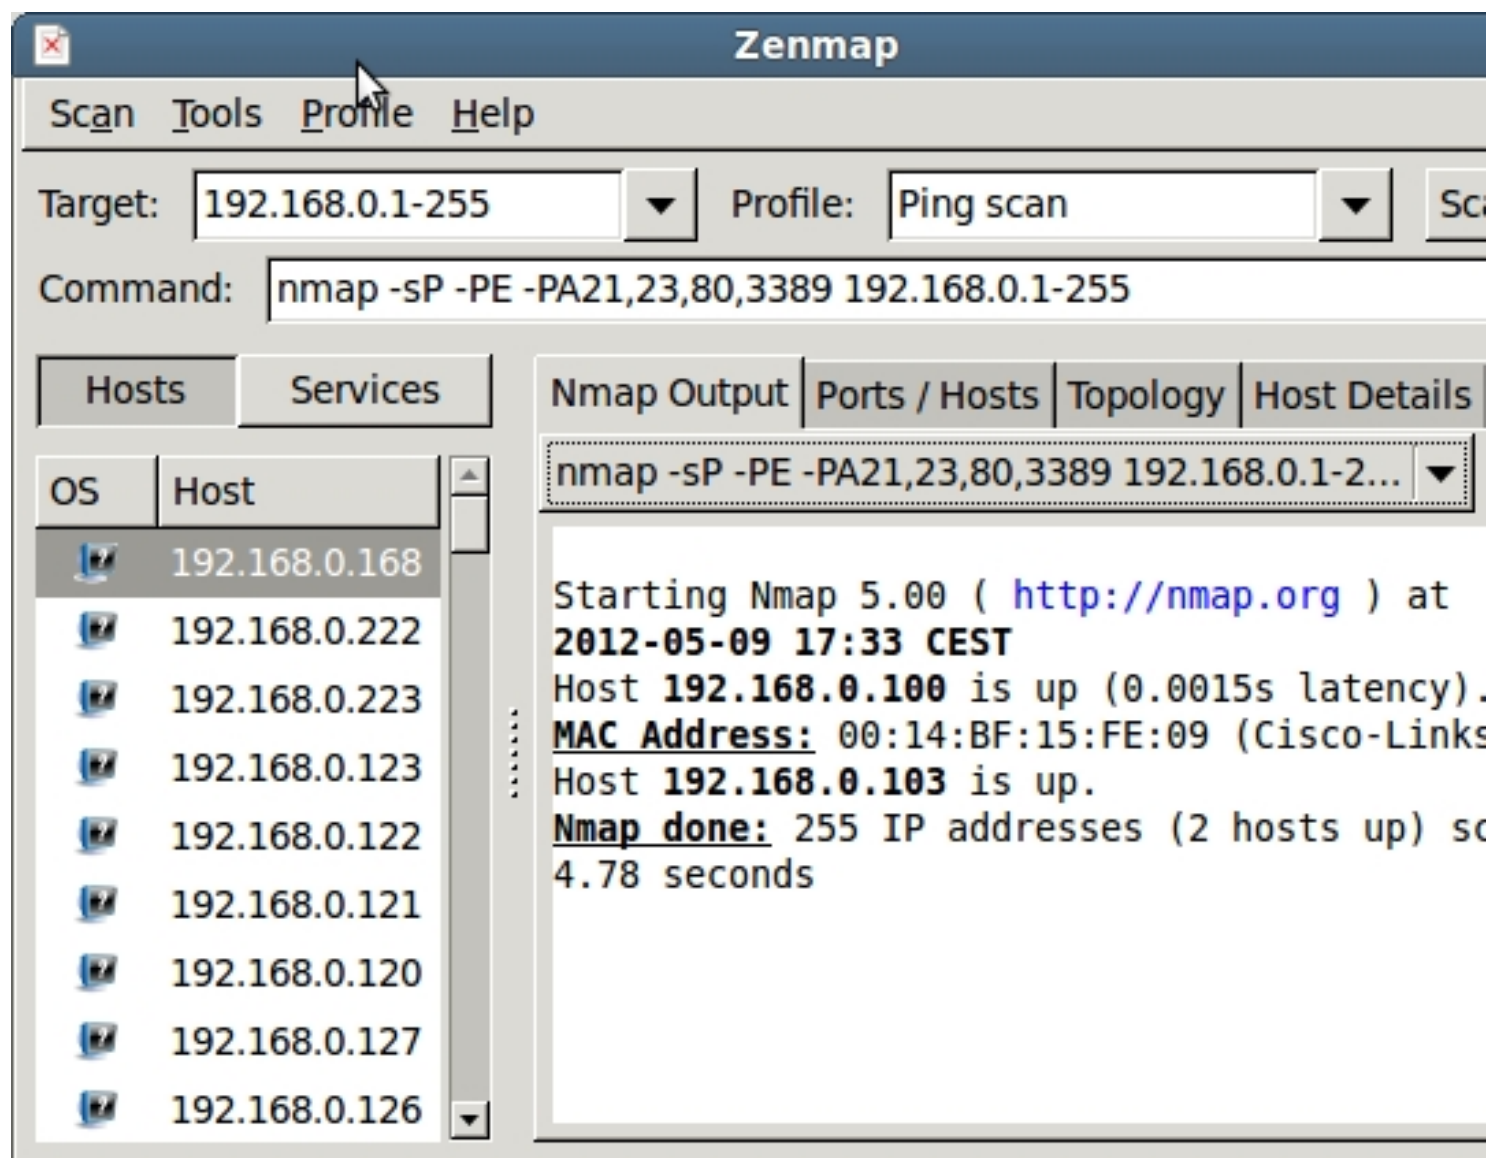 Zenmap
Scan Tools Profile Help
Target: 192.168.0.1-255 Profile: Ping scan
Command: nmap -sP -PE -PA21,23,80,3389 192.168.0.1-255
Hosts Services
Nmap Output Ports / Hosts Topology Host Details
nmap -sP -PE -PA21,23,80,3389 192.168.0.1-2...
OS Host
192.168.0.168
192.168.0.222
192.168.0.223
192.168.0.123
192.168.0.122
192.168.0.121
192.168.0.120
192.168.0.127
192.168.0.126
Starting Nmap 5.00 ( http://nmap.org ) at
2012-05-09 17:33 CEST
Host 192.168.0.100 is up (0.0015s latency).
MAC Address: 00:14:BF:15:FE:09 (Cisco-Links
Host 192.168.0.103 is up.
Nmap done: 255 IP addresses (2 hosts up)
4.78 seconds